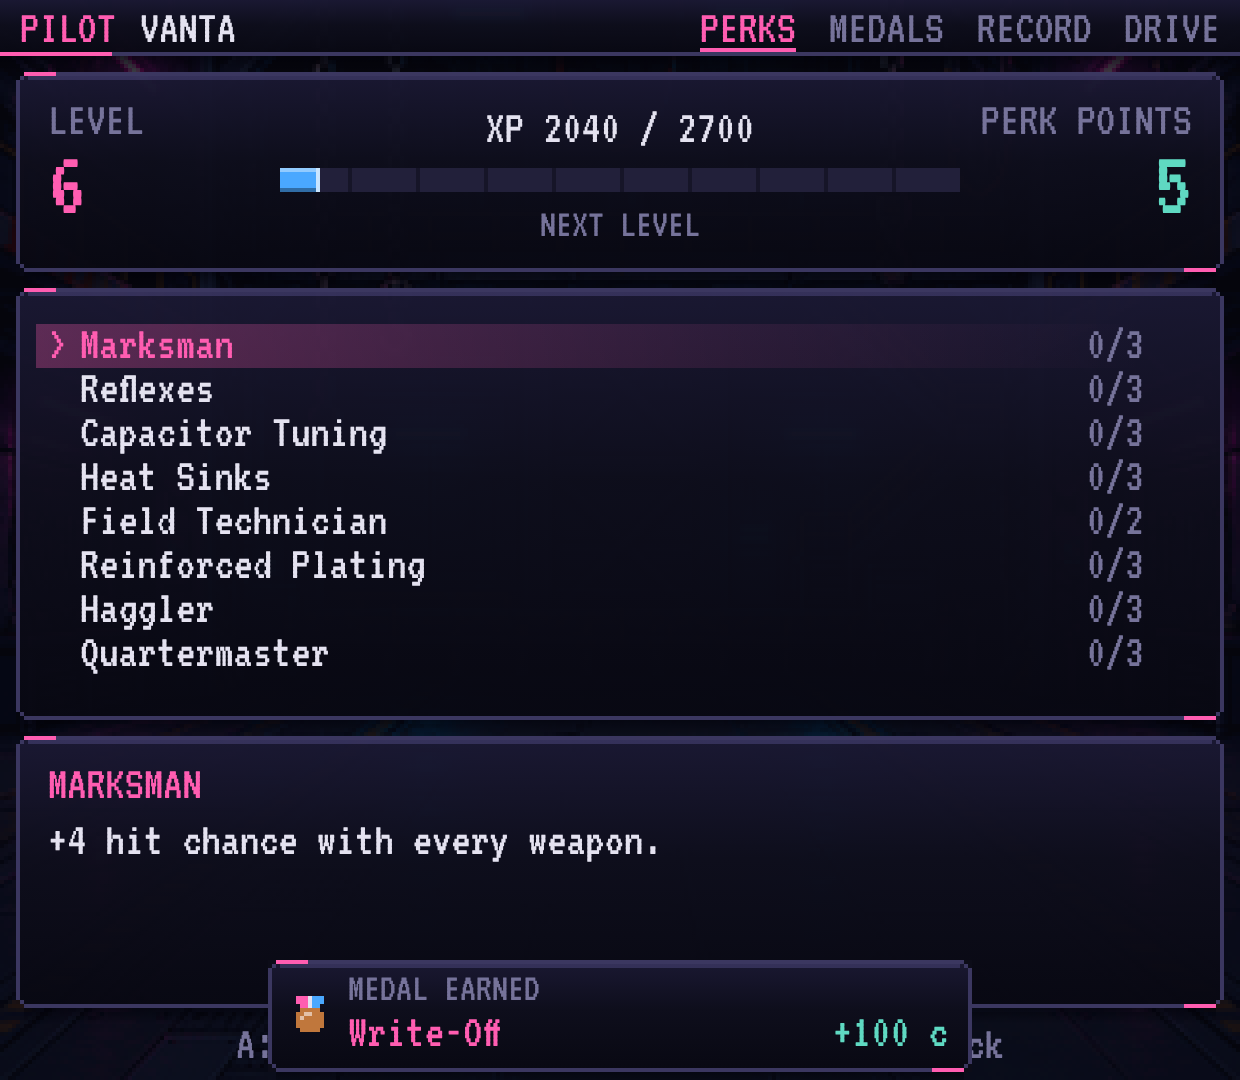 PILOT VANTA PERKS MEDALS RECORD DRIVE
LEVEL XP 2040 / 2700 PERK POINTS
6 5
NEXT LEVEL
> Marksman 0/3
Reflexes 0/3
Capacitor Tuning 0/3
Heat Sinks 0/3
Field Technician 0/2
Reinforced Plating 0/3
Haggler 0/3
Quartermaster 0/3
MARKSMAN
+4 hit chance with every weapon.
MEDAL EARNED
Write-Off +100 c
A: ck